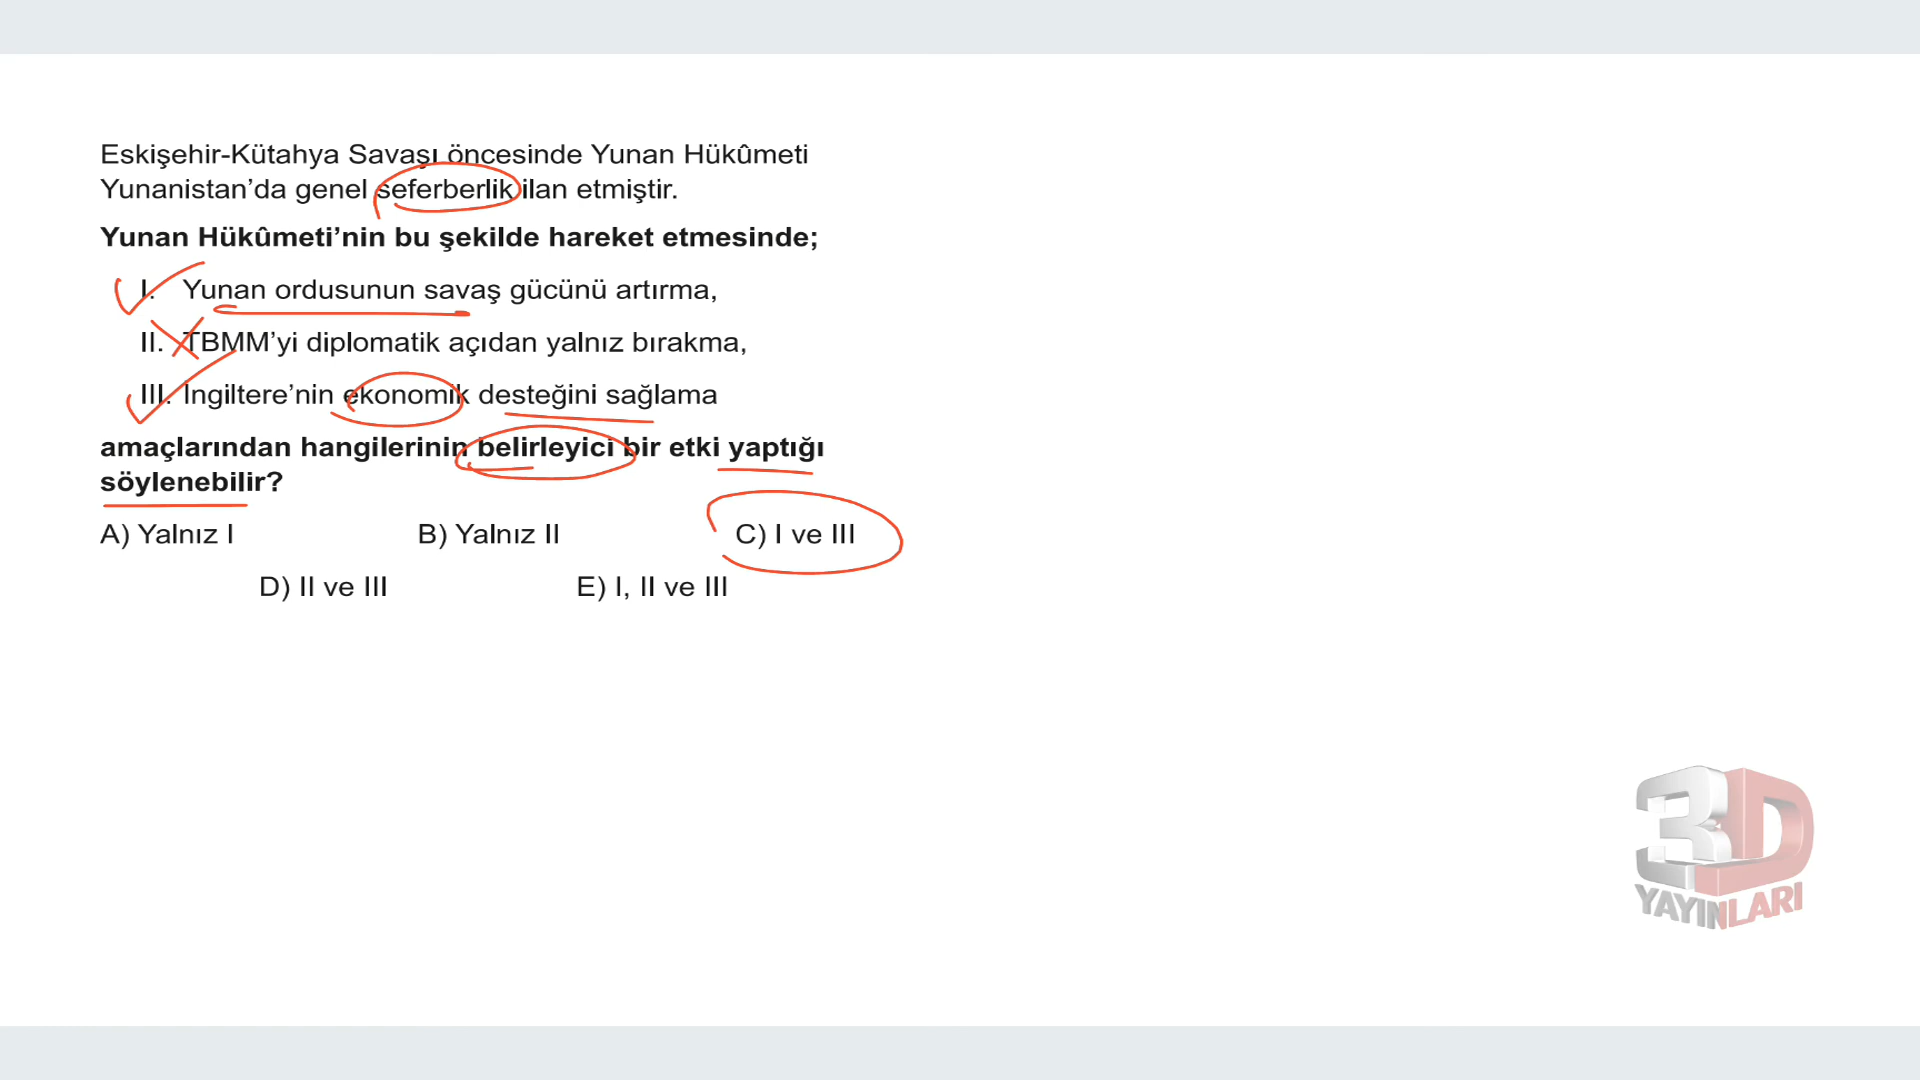 Eskişehir-Kütahya Savaşı öncesinde Yunan Hükûmeti
Yunanistan’da genel seferberlik ilan etmiştir.
Yunan Hükûmeti’nin bu şekilde hareket etmesinde;
I. Yunan ordusunun savaş gücünü artırma,
II. TBMM’yi diplomatik açıdan yalnız bırakma,
III. İngiltere’nin ekonomik desteğini sağlama
amaçlarından hangilerinin belirleyici bir etki yaptığı
söylenebilir?
A) Yalnız I B) Yalnız II C) I ve III
D) II ve III E) I, II ve III
3D
YAYINLARI